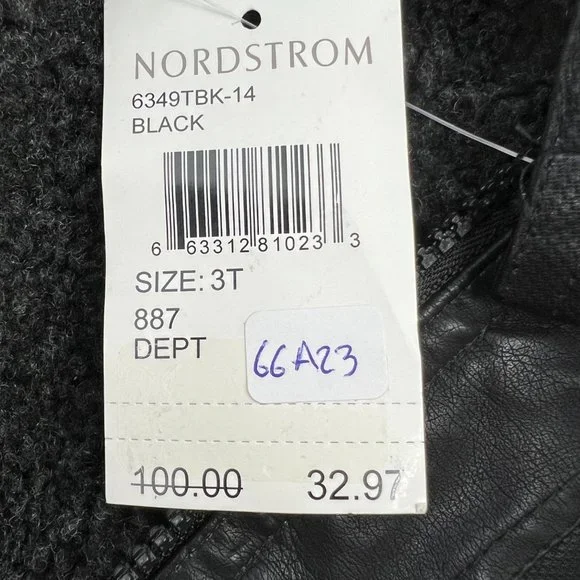 NORDSTROM
6349TBK-14
BLACK
6 63312 81023 3
SIZE: 3T
887
DEPT
66A23
100.00 32.97